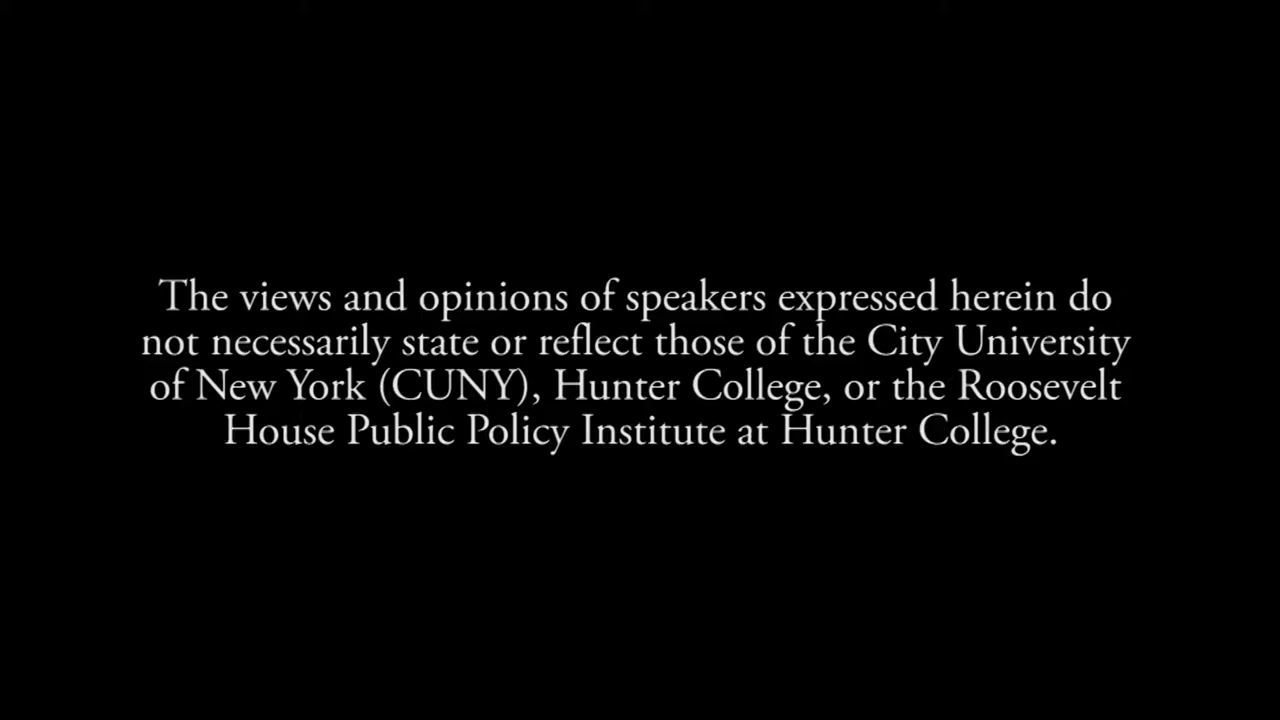 The views and opinions of speakers expressed herein do
not necessarily state or reflect those of the City University
of New York (CUNY), Hunter College, or the Roosevelt
House Public Policy Institute at Hunter College.